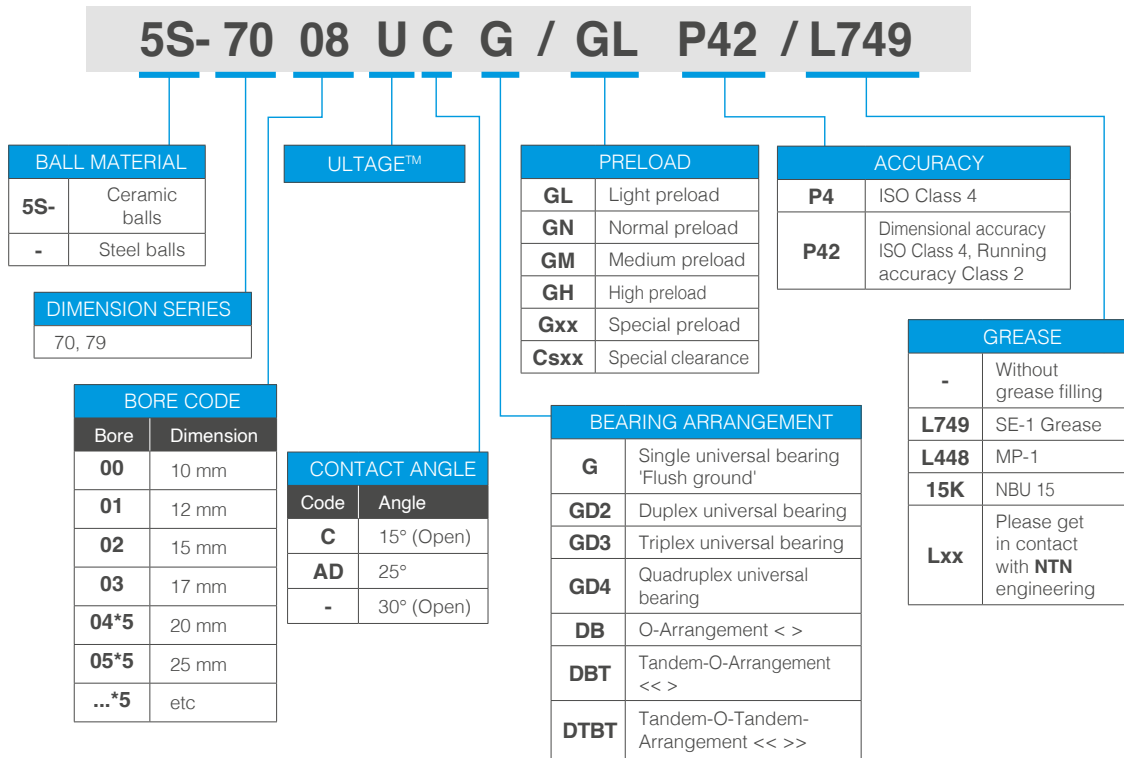 5S- 70 08 U C G / GL P42 / L749
BALL MATERIAL
5S- Ceramic
balls
- Steel balls
DIMENSION SERIES
70, 79
BORE CODE
Bore Dimension
00 10 mm
01 12 mm
02 15 mm
03 17 mm
04*5 20 mm
05*5 25 mm
...*5 etc
ULTAGE™
CONTACT ANGLE
Code Angle
C 15° (Open)
AD 25°
- 30° (Open)
PRELOAD
GL Light preload
GN Normal preload
GM Medium preload
GH High preload
Gxx Special preload
Csxx Special clearance
BEARING ARRANGEMENT
G Single universal bearing
'Flush ground'
GD2 Duplex universal bearing
GD3 Triplex universal bearing
GD4 Quadruplex universal
bearing
DB O-Arrangement < >
DBT Tandem-O-Arrangement
<< >
DTBT Tandem-O-Tandem-
Arrangement << >>
ACCURACY
P4 ISO Class 4
P42 Dimensional accuracy
ISO Class 4, Running
accuracy Class 2
GREASE
- Without
grease filling
L749 SE-1 Grease
L448 MP-1
15K NBU 15
Lxx Please get
in contact
with NTN
engineering